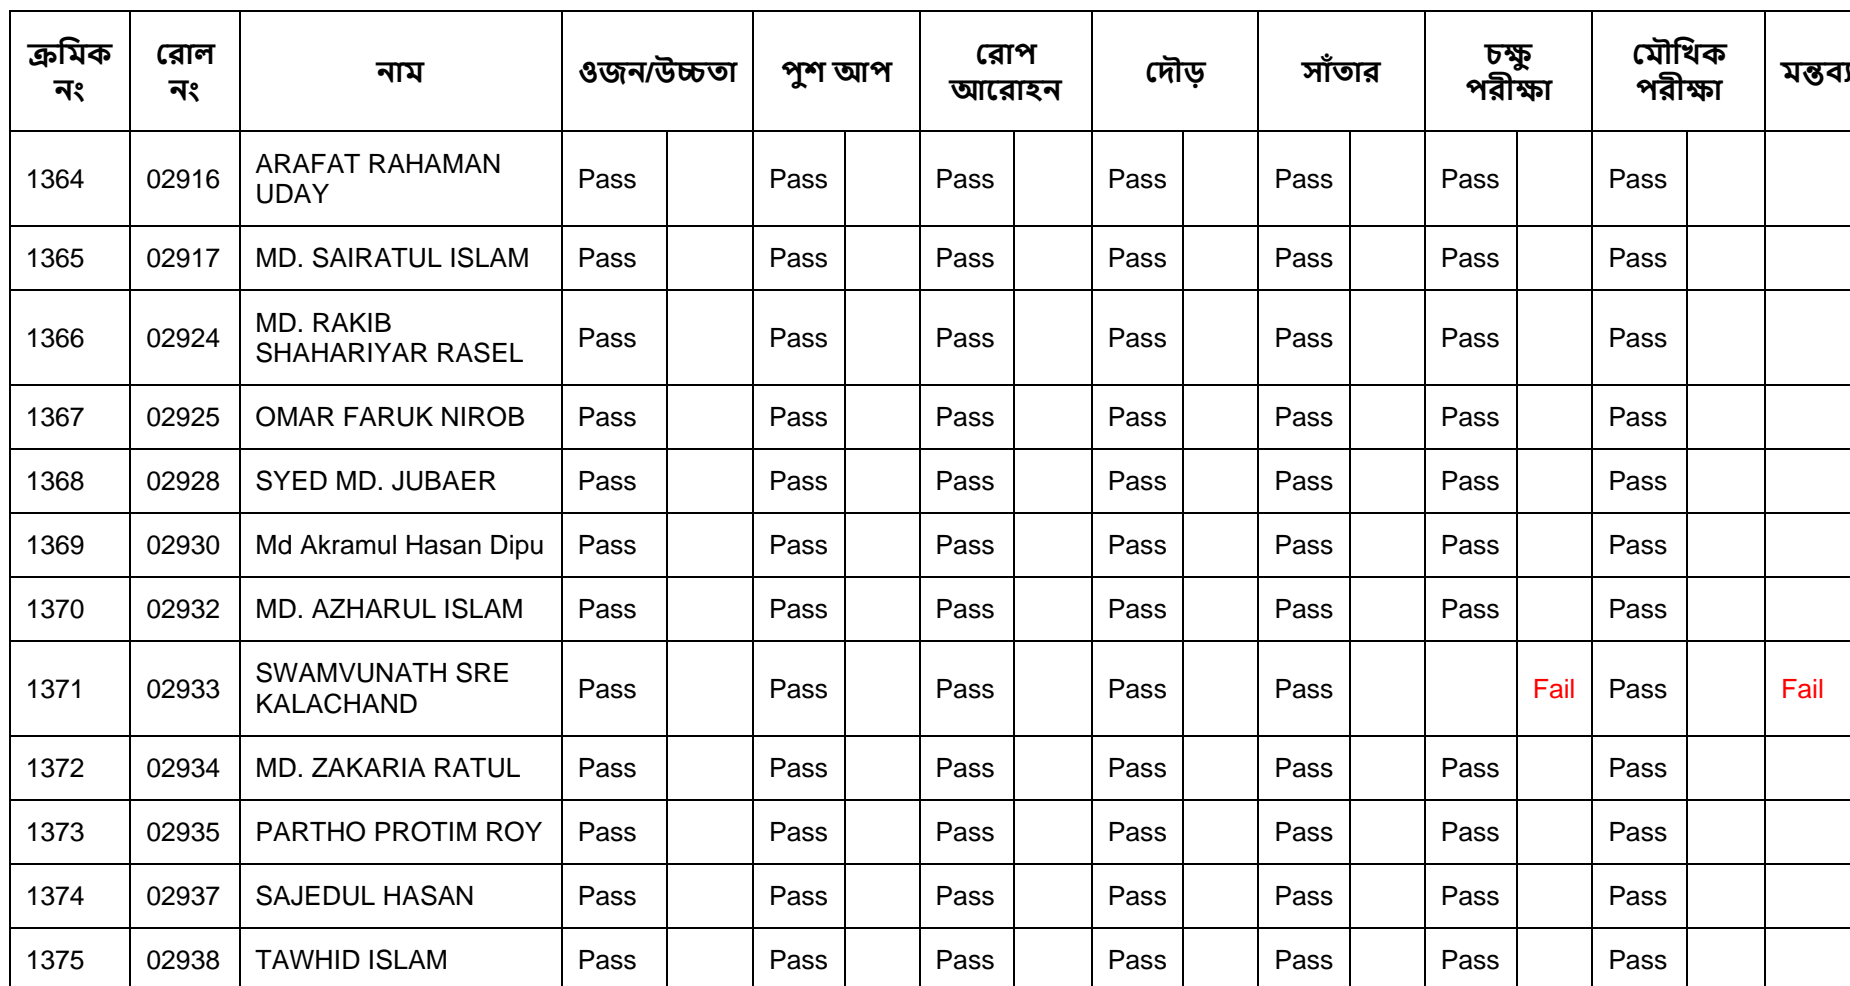 ক্রমিক নং রোল নং নাম ওজন/উচ্চতা পুশ আপ রোপ আরোহন দৌড় সাঁতার চক্ষু পরীক্ষা মৌখিক পরীক্ষা মন্তব্য
1364 02916 ARAFAT RAHAMAN UDAY Pass Pass Pass Pass Pass Pass Pass
1365 02917 MD. SAIRATUL ISLAM Pass Pass Pass Pass Pass Pass Pass
1366 02924 MD. RAKIB SHAHARIYAR RASEL Pass Pass Pass Pass Pass Pass Pass
1367 02925 OMAR FARUK NIROB Pass Pass Pass Pass Pass Pass Pass
1368 02928 SYED MD. JUBAER Pass Pass Pass Pass Pass Pass Pass
1369 02930 Md Akramul Hasan Dipu Pass Pass Pass Pass Pass Pass Pass
1370 02932 MD. AZHARUL ISLAM Pass Pass Pass Pass Pass Pass Pass
1371 02933 SWAMVUNATH SRE KALACHAND Pass Pass Pass Pass Pass Fail Pass Fail
1372 02934 MD. ZAKARIA RATUL Pass Pass Pass Pass Pass Pass Pass
1373 02935 PARTHO PROTIM ROY Pass Pass Pass Pass Pass Pass Pass
1374 02937 SAJEDUL HASAN Pass Pass Pass Pass Pass Pass Pass
1375 02938 TAWHID ISLAM Pass Pass Pass Pass Pass Pass Pass